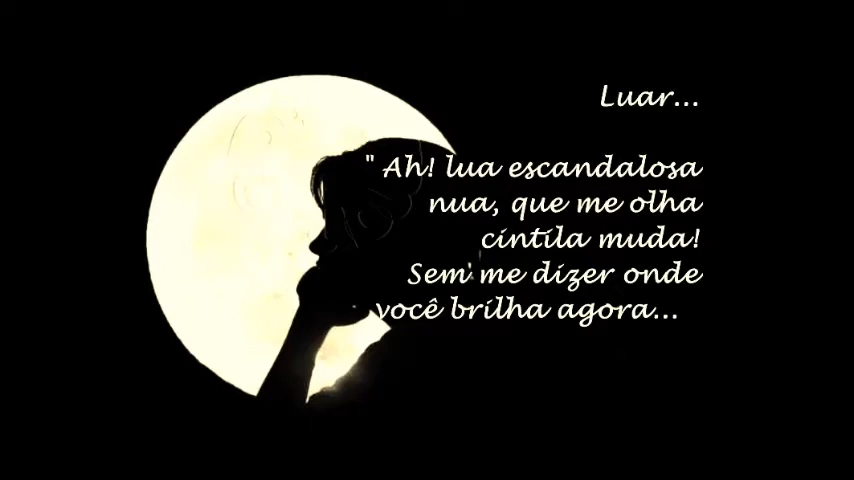 Luar...
" Ah! lua escandalosa
nua, que me olha
cintila muda!
Sem me dizer onde
você brilha agora...